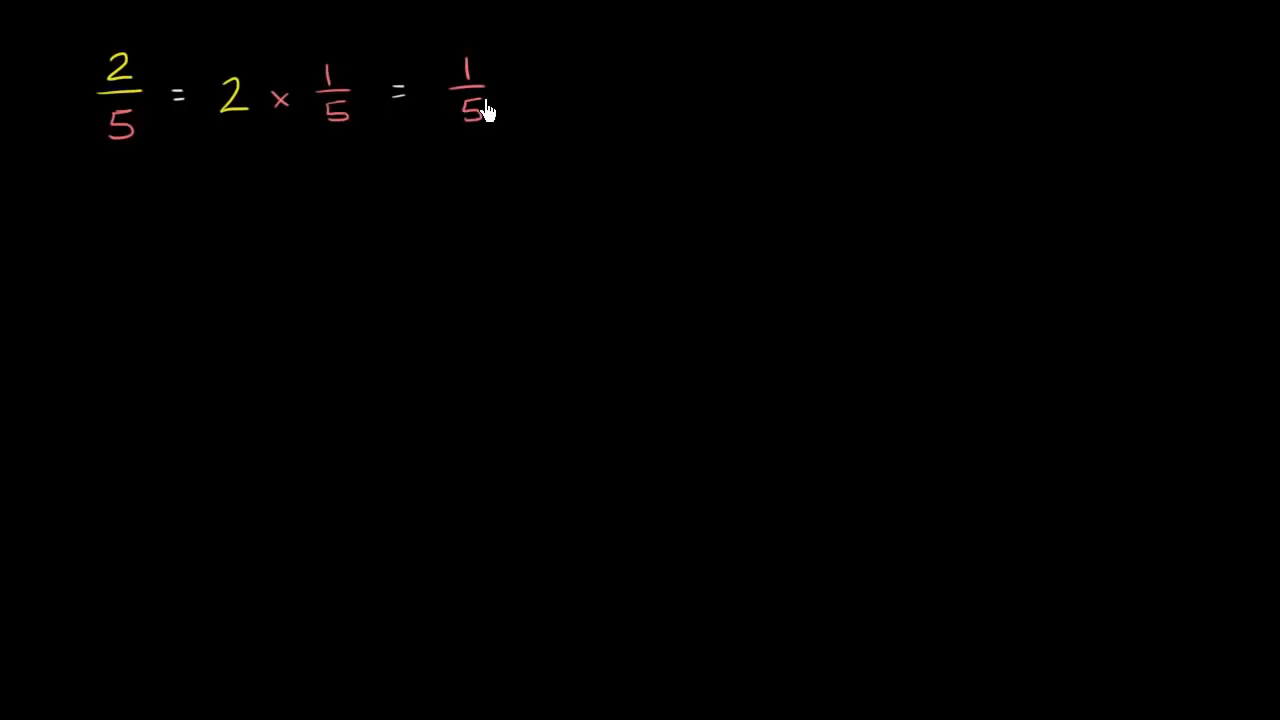 2/5 = 2 × 1/5 = 1/5